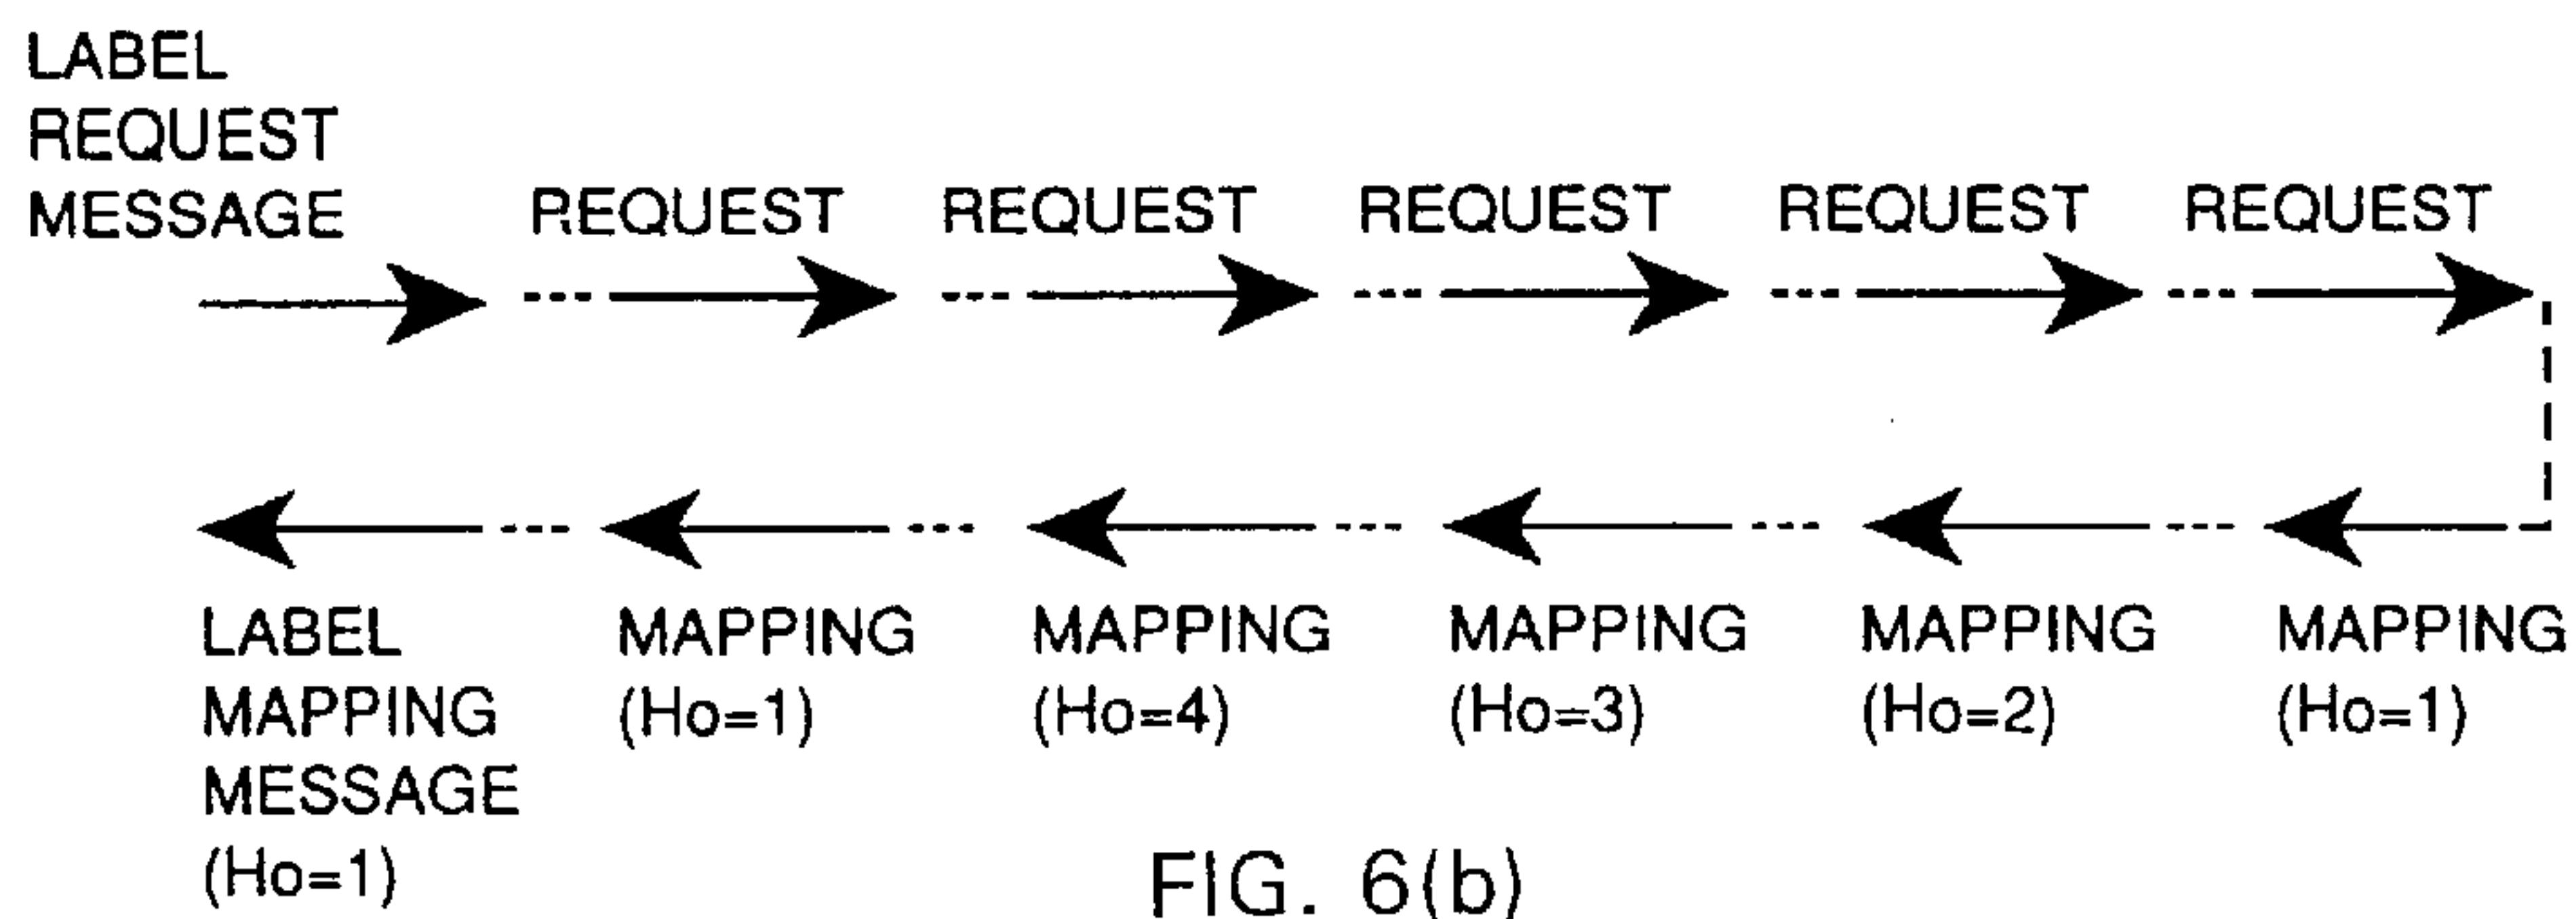 LABEL
REQUEST
MESSAGE
REQUEST
REQUEST
REQUEST
REQUEST
REQUEST
LABEL
MAPPING
MESSAGE
(Ho=1)
MAPPING
(Ho=1)
MAPPING
(Ho=4)
MAPPING
(Ho=3)
MAPPING
(Ho=2)
MAPPING
(Ho=1)
FIG. 6(b)